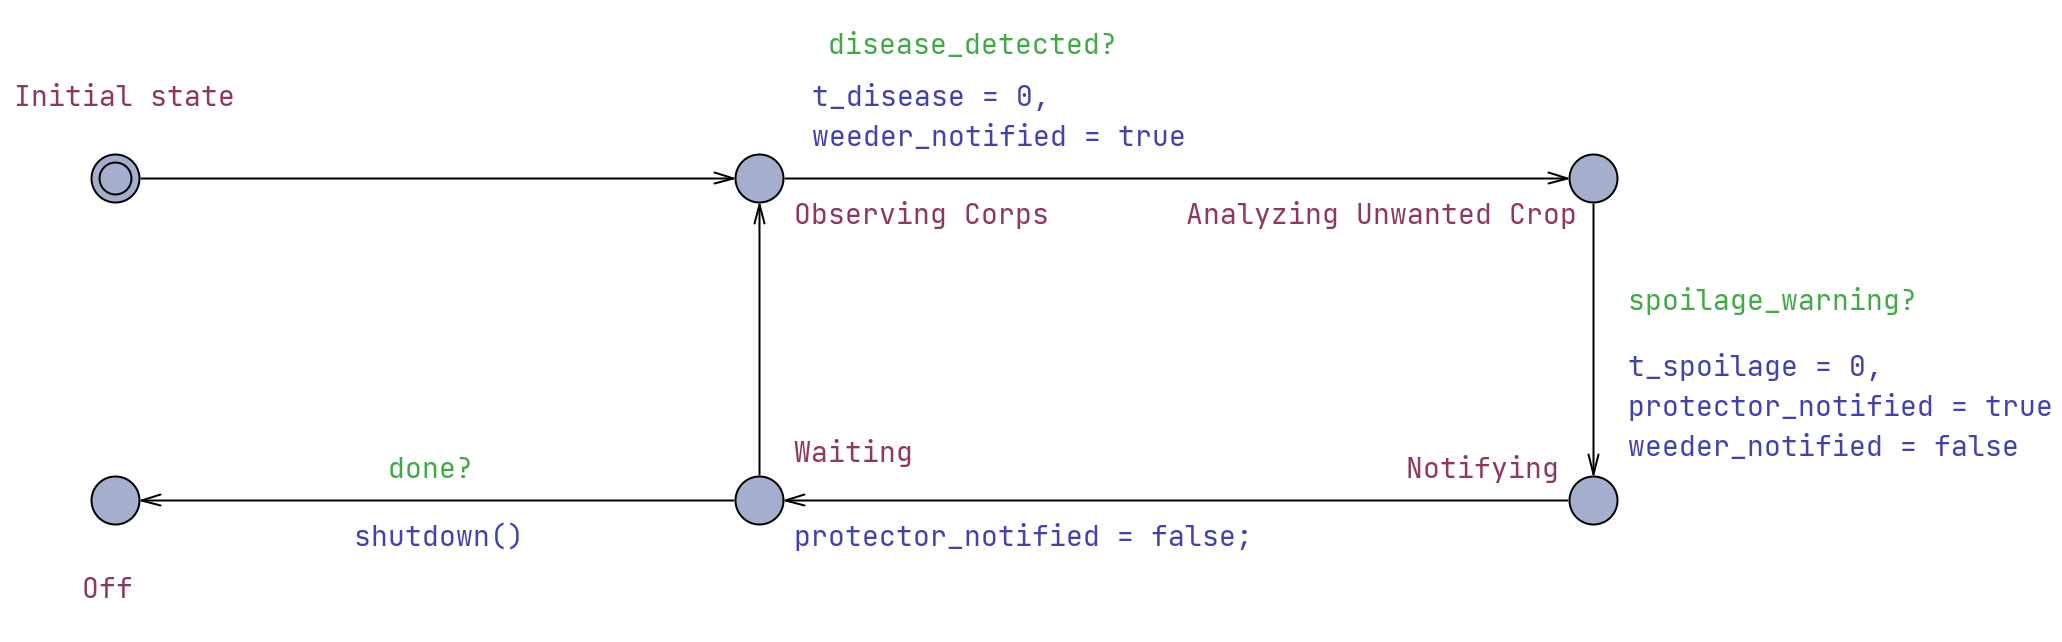 disease_detected?
Initial state
t_disease = 0,
weeder_notified = true
Observing Corps
Analyzing Unwanted Crop
spoilage_warning?
t_spoilage = 0,
protector_notified = true
weeder_notified = false
Waiting
Notifying
done?
shutdown()
protector_notified = false;
Off